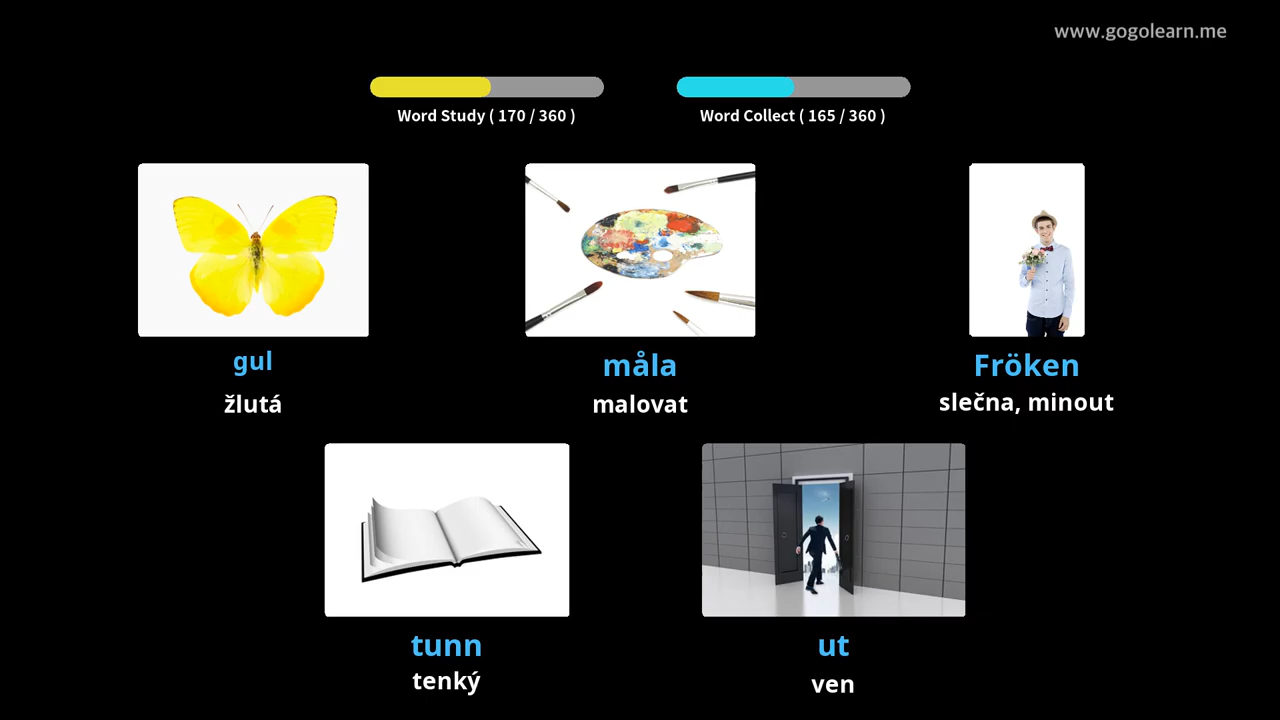 www.gogolearn.me
Word Study ( 170 / 360 )
Word Collect ( 165 / 360 )
gul
måla
Fröken
žlutá
malovat
slečna, minout
tunn
ut
tenký
ven